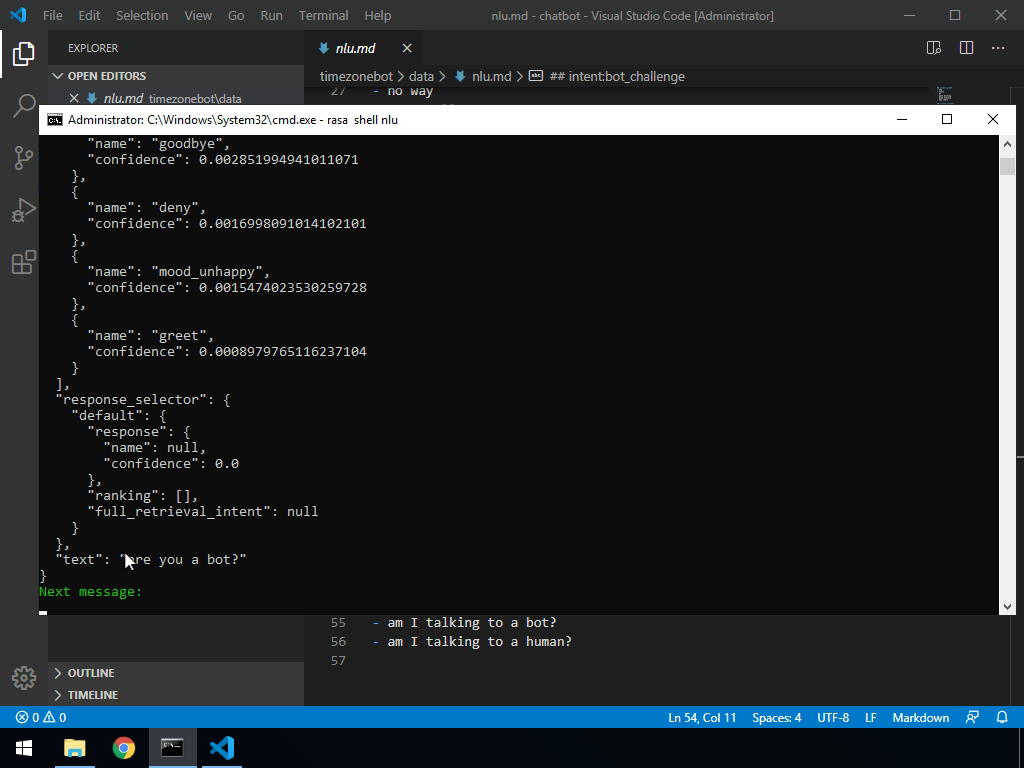 File Edit Selection View Go Run Terminal Help nlu.md - chatbot - Visual Studio Code [Administrator]
EXPLORER
nlu.md
OPEN EDITORS
timezonebot > data > nlu.md > ## intent:bot_challenge
nlu.md timezonebot\data
27 - no way
Administrator: C:\Windows\System32\cmd.exe - rasa shell nlu
"name": "goodbye",
"confidence": 0.002851994941011071
},
{
"name": "deny",
"confidence": 0.0016998091014102101
},
{
"name": "mood_unhappy",
"confidence": 0.0015474023530259728
},
{
"name": "greet",
"confidence": 0.0008979765116237104
}
],
"response_selector": {
"default": {
"response": {
"name": null,
"confidence": 0.0
},
"ranking": [],
"full_retrieval_intent": null
}
},
"text": "are you a bot?"
}
Next message:
55 - am I talking to a bot?
56 - am I talking to a human?
57
OUTLINE
TIMELINE
0 0 Ln 54, Col 11 Spaces: 4 UTF-8 LF Markdown